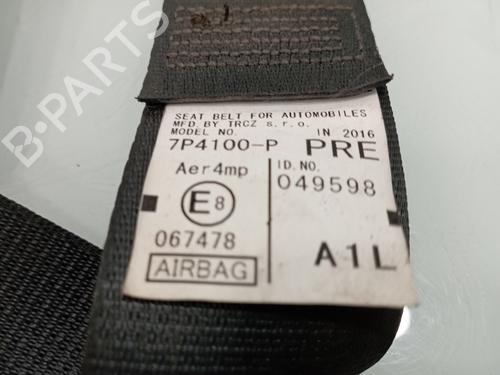 SEAT BELT FOR AUTOMOBILES
MFD. BY TRCZ s.r.o. IN 2016
MODEL NO.
7P4100-P PRE
Aer4mp ID.NO.
E8 049598
067478
AIRBAG A1L
B-PARTS